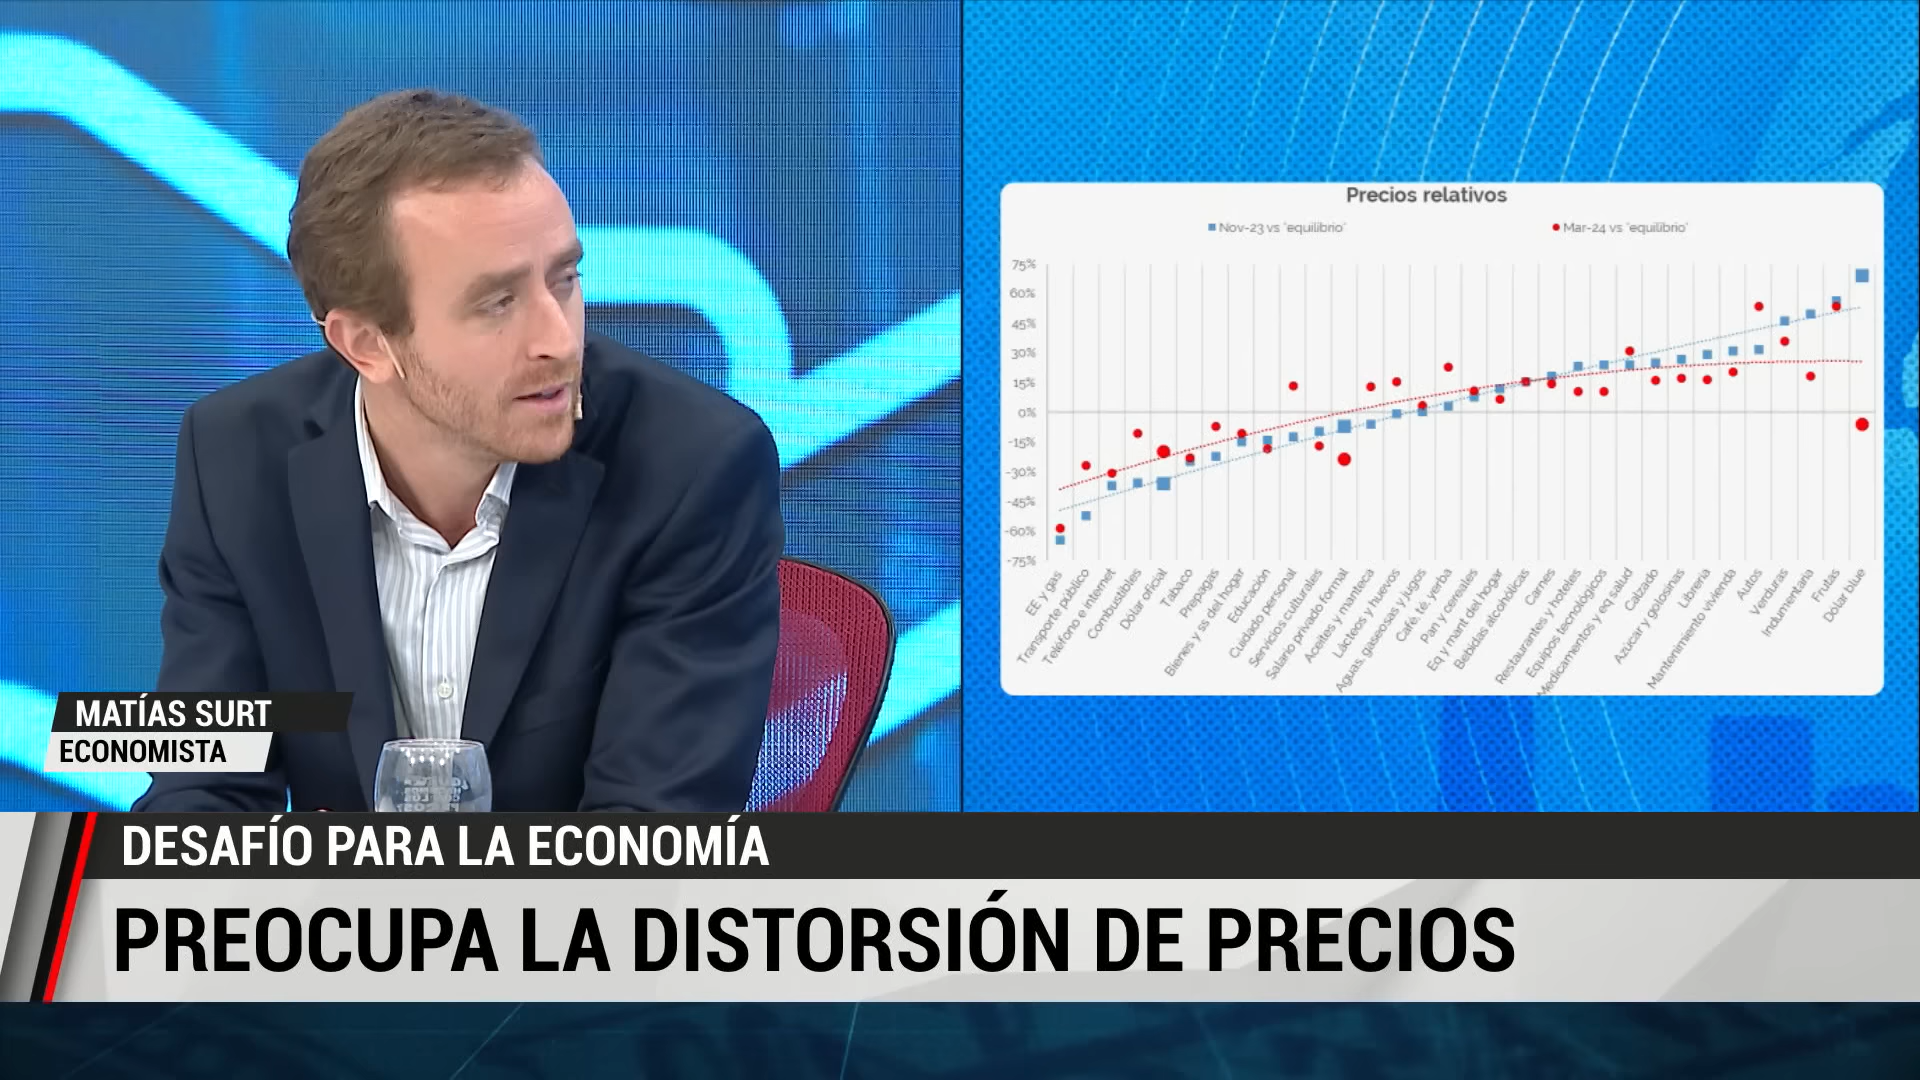 Precios relativos
Nov-23 vs "equilibrio"
Mar-24 vs "equilibrio"
75%
60%
45%
30%
15%
0%
-15%
-30%
-45%
-60%
-75%
EE y gas
Transporte público
Teléfono e internet
Combustibles
Dólar oficial
Tabaco
Prepagas
Bienes y ss del hogar
Educación
Cuidado personal
Servicios culturales
Salario privado formal
Aceites y manteca
Lácteos y huevos
Aguas, gaseosas y jugos
Café, té, yerba
Pan y cereales
Eq y mant del hogar
Bebidas alcohólicas
Carnes
Restaurantes y hoteles
Equipos tecnológicos
Medicamentos y eq salud
Calzado
Azúcar y golosinas
Librería
Mantenimiento vivienda
Autos
Verduras
Indumentaria
Frutas
Dólar blue
MATÍAS SURT
ECONOMISTA
DESAFÍO PARA LA ECONOMÍA
PREOCUPA LA DISTORSIÓN DE PRECIOS